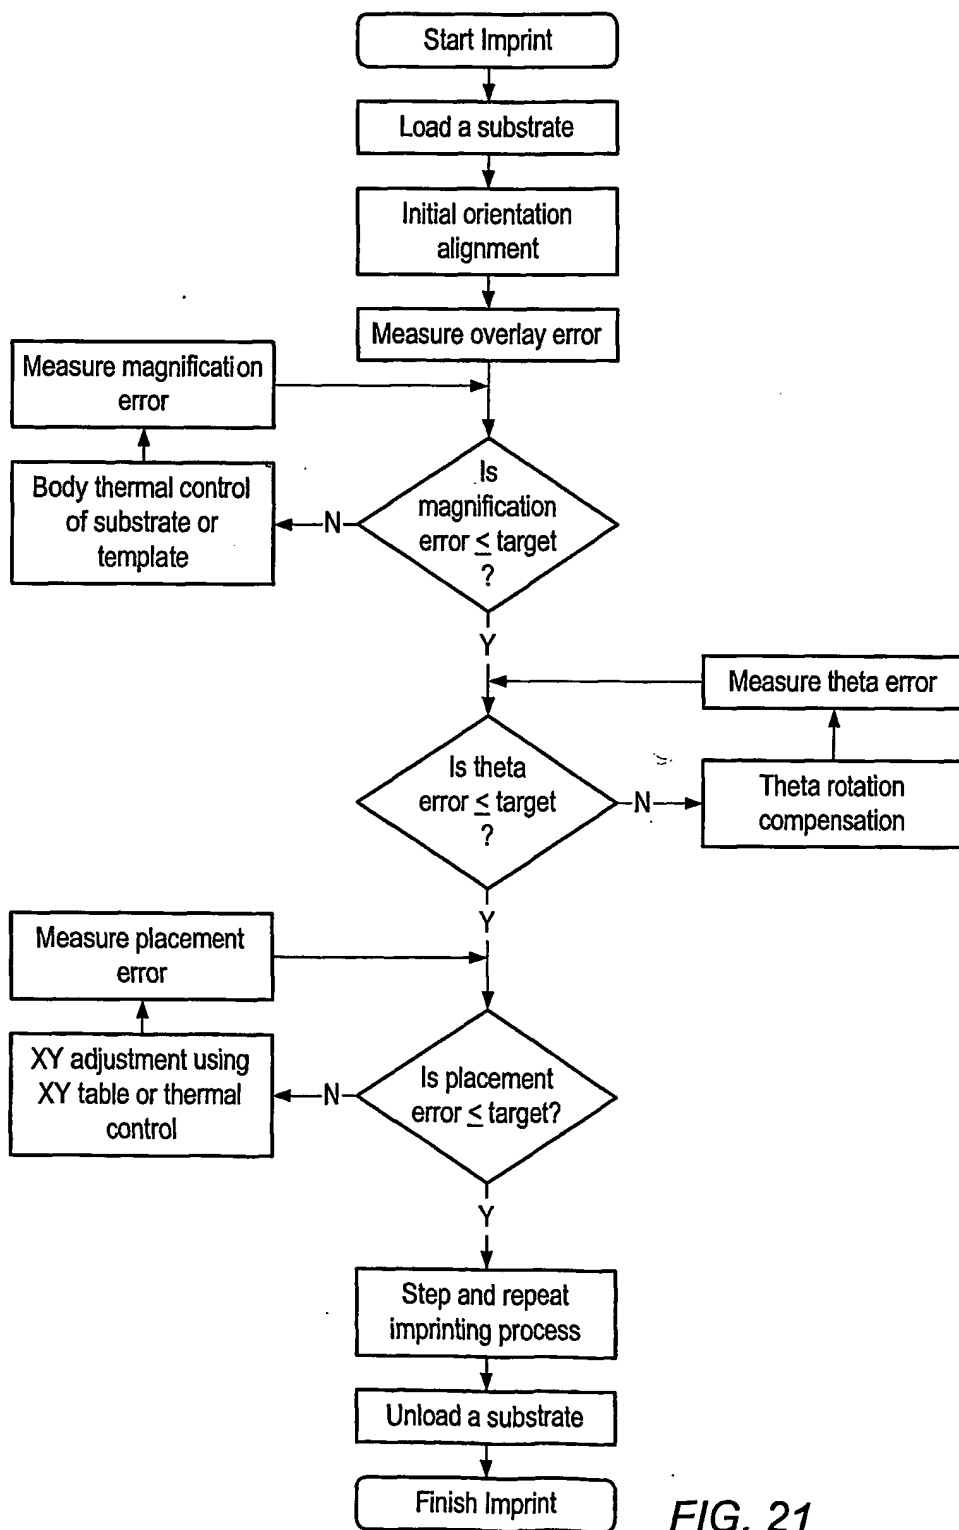 Start Imprint
Load a substrate
Initial orientation
alignment
Measure overlay error
Measure magnification
error
Body thermal control
of substrate or
template
N
Is
magnification
error ≤ target
?
Y
Measure theta error
Is theta
error ≤ target
?
N
Theta rotation
compensation
Y
Measure placement
error
XY adjustment using
XY table or thermal
control
N
Is placement
error ≤ target?
Y
Step and repeat
imprinting process
Unload a substrate
Finish Imprint
FIG. 21